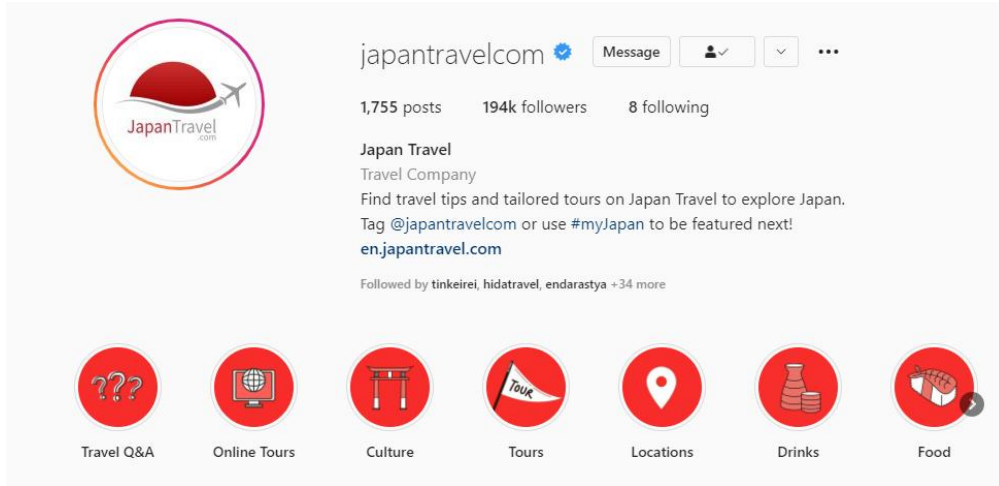 JapanTravel
.com
japantravelcom Message
1,755 posts 194k followers 8 following
Japan Travel
Travel Company
Find travel tips and tailored tours on Japan Travel to explore Japan.
Tag @japantravelcom or use #myJapan to be featured next!
en.japantravel.com
Followed by tinkeirei, hidatravel, endarastya +34 more
???
TOUR
Travel Q&A Online Tours Culture Tours Locations Drinks Food